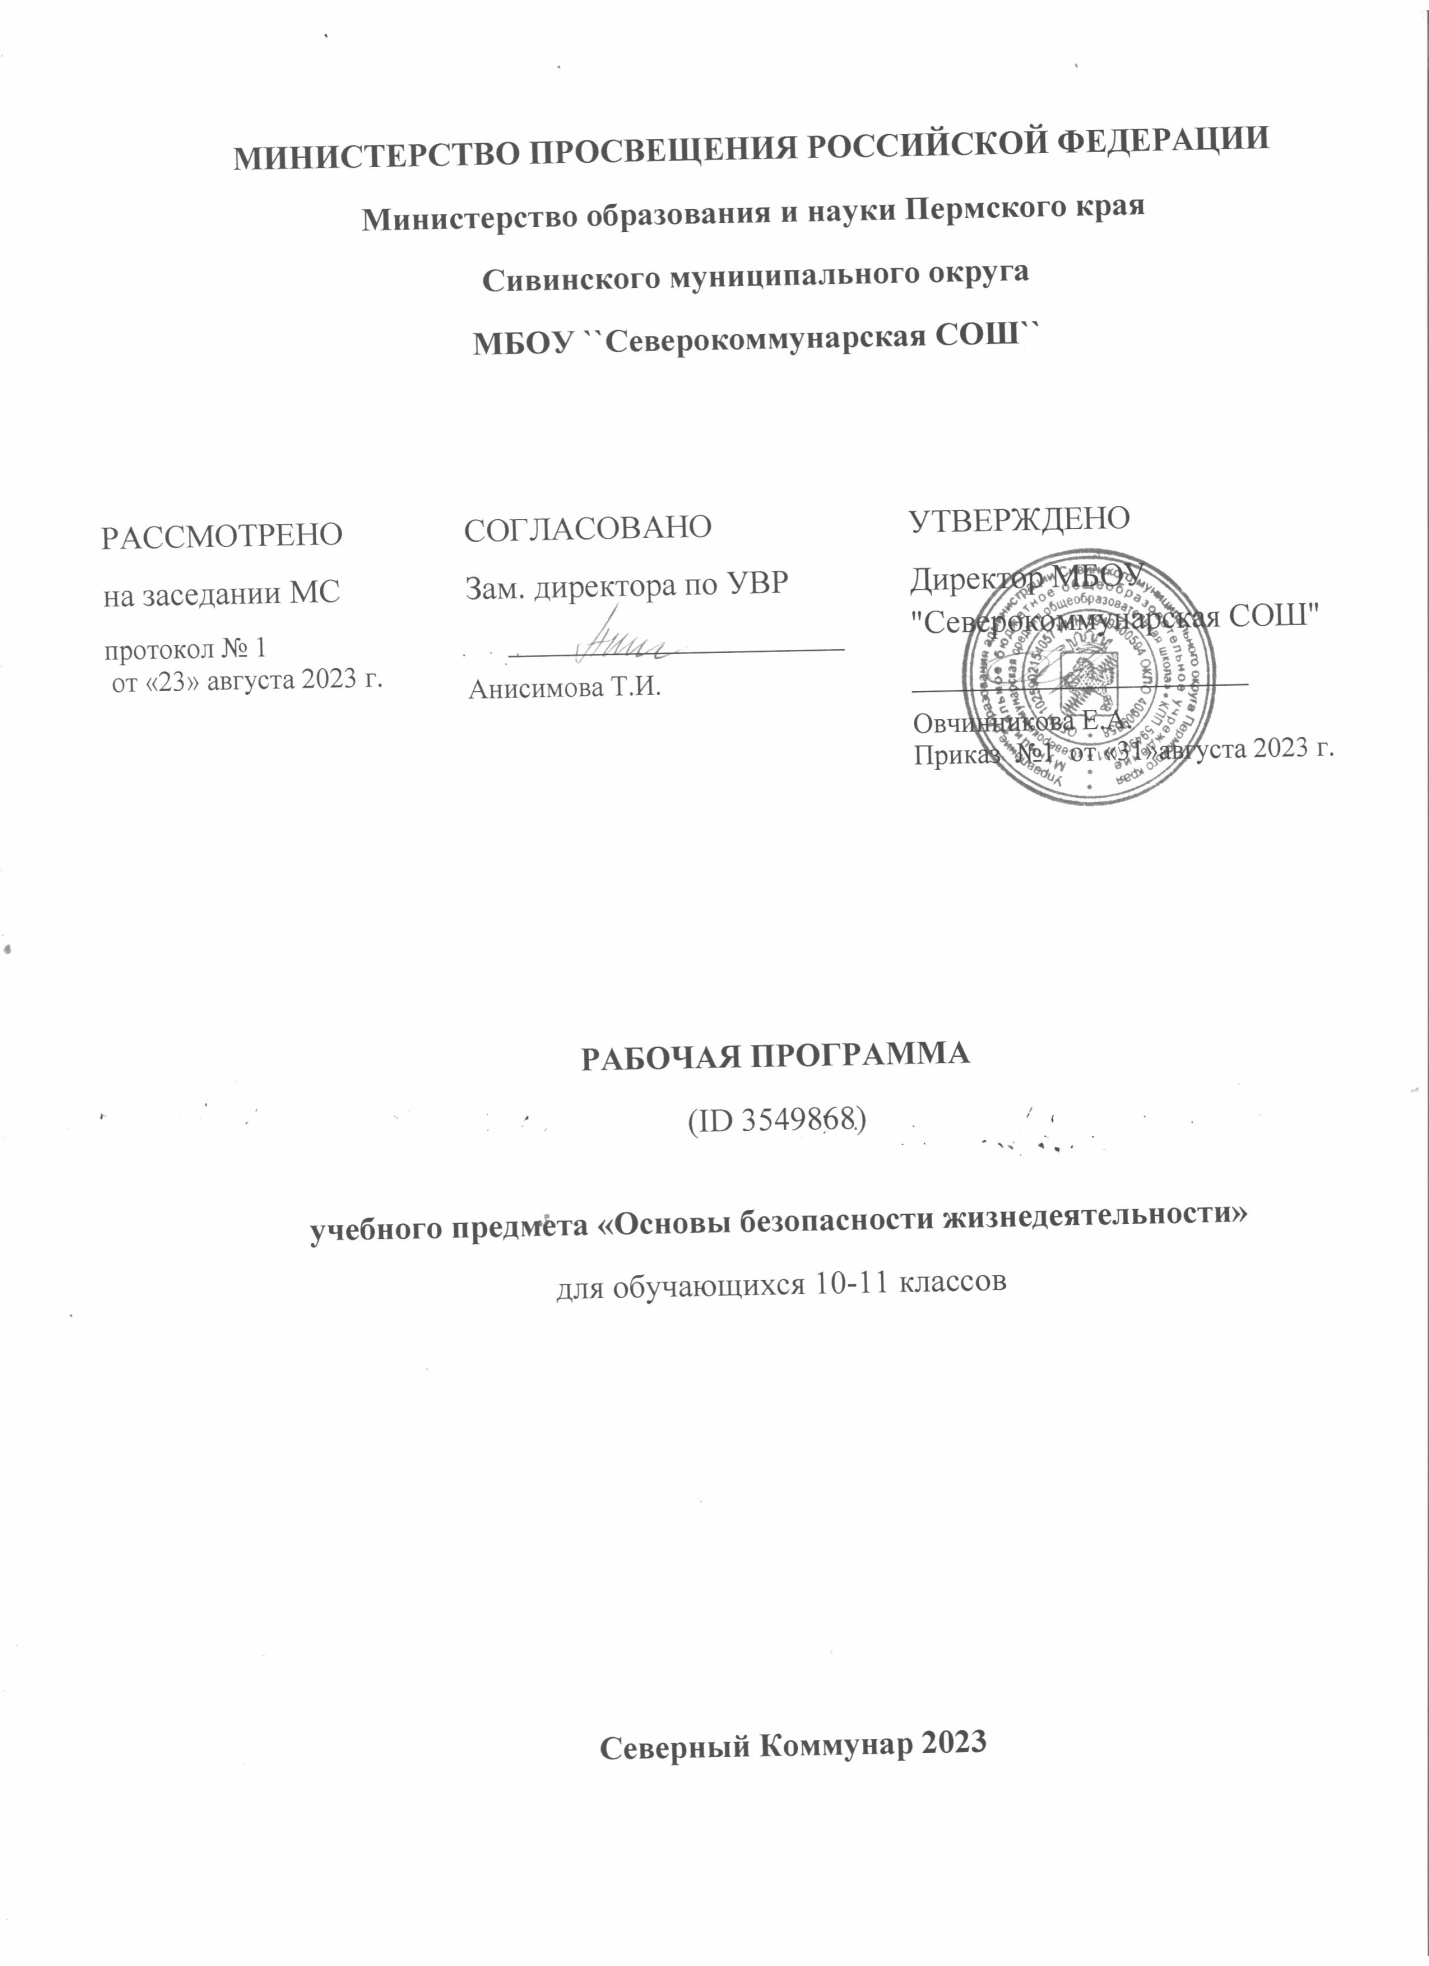 МИНИСТЕРСТВО ПРОСВЕЩЕНИЯ РОССИЙСКОЙ ФЕДЕРАЦИИ
Министерство образования и науки Пермского края
Сивинского муниципального округа
МБОУ ``Северокоммунарская СОШ``
РАССМОТРЕНО
на заседании МС
протокол № 1
от «23» августа 2023 г.
СОГЛАСОВАНО
Зам. директора по УВР
Анисимова Т.И.
УТВЕРЖДЕНО
Директор МБОУ
"Северокоммунарская СОШ"
Овчинникова Е.А.
Приказ №1 от «31»августа 2023 г.
РАБОЧАЯ ПРОГРАММА
(ID 3549868)
учебного предмета «Основы безопасности жизнедеятельности»
для обучающихся 10-11 классов
Северный Коммунар 2023